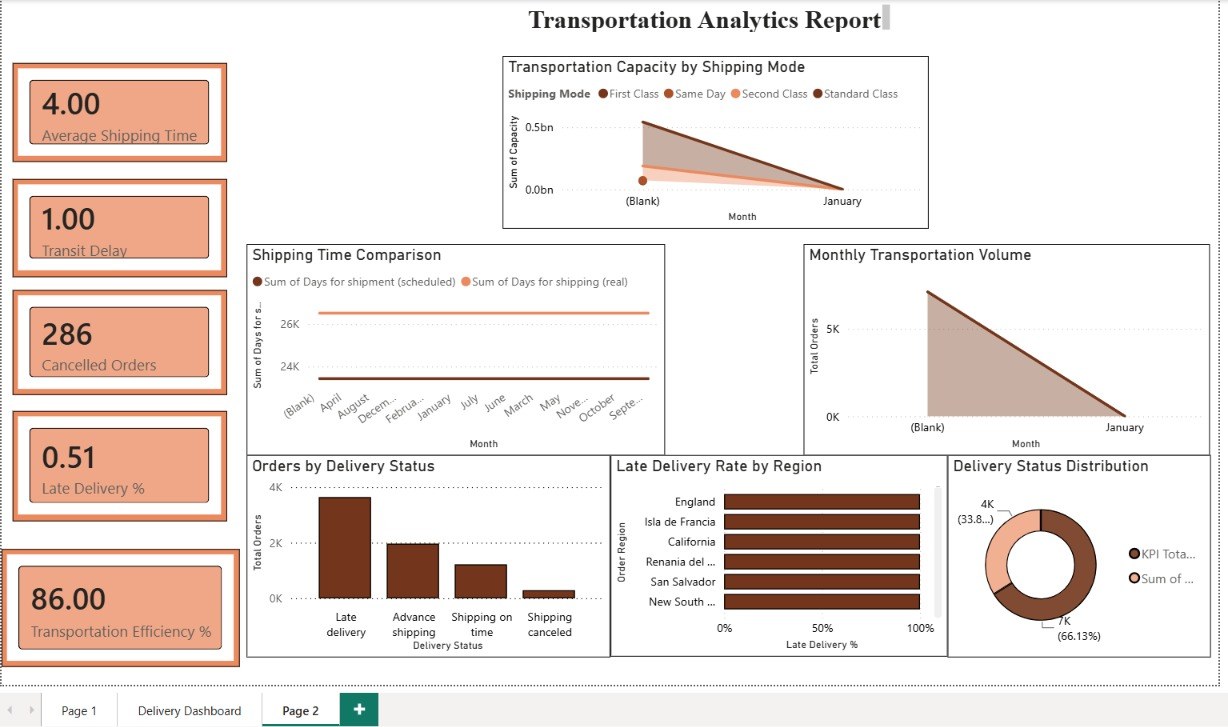 Transportation Analytics Report
4.00
Average Shipping Time
1.00
Transit Delay
286
Cancelled Orders
0.51
Late Delivery %
86.00
Transportation Efficiency %
Transportation Capacity by Shipping Mode
Shipping Mode First Class Same Day Second Class Standard Class
Sum of Capacity
0.5bn
0.0bn
(Blank) January
Month
Shipping Time Comparison
Sum of Days for shipment (scheduled) Sum of Days for shipping (real)
Sum of Days for s...
26K
24K
(Blank) April August Decem... Februa... January July June March May Nove... October Septe...
Month
Monthly Transportation Volume
Total Orders
5K
0K
(Blank) January
Month
Orders by Delivery Status
Total Orders
4K
2K
0K
Late delivery
Advance shipping
Shipping on time
Shipping canceled
Delivery Status
Late Delivery Rate by Region
Order Region
England
Isla de Francia
California
Renania del ...
San Salvador
New South ...
0% 50% 100%
Late Delivery %
Delivery Status Distribution
4K
(33.8...)
7K
(66.13%)
KPI Tota...
Sum of ...
Page 1 Delivery Dashboard Page 2 +